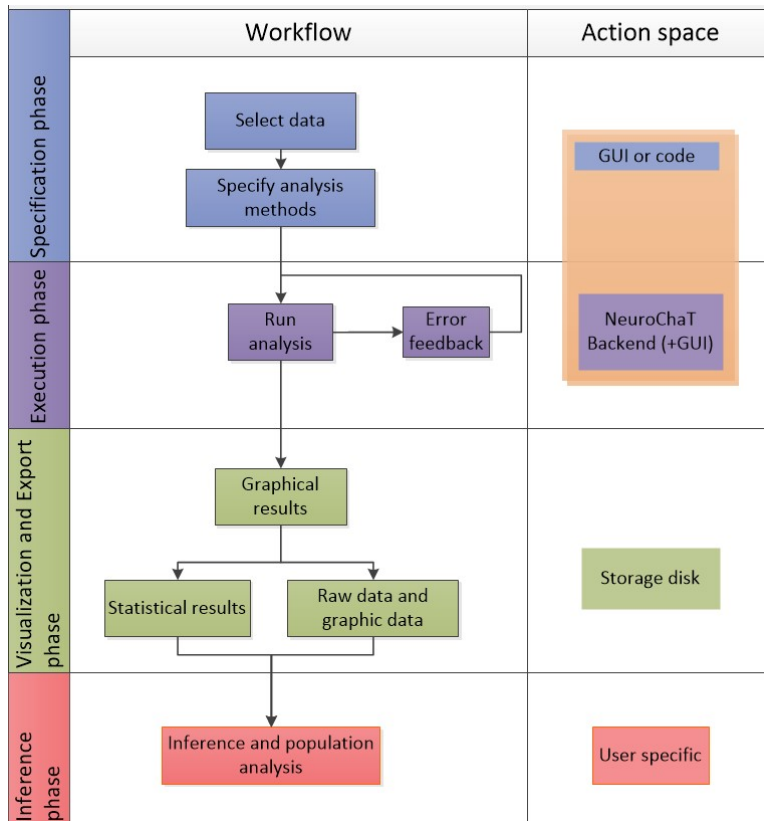 Workflow
Action space
Specification phase
Select data
Specify analysis
methods
GUI or code
Execution phase
Run
analysis
Error
feedback
NeuroChaT
Backend (+GUI)
Visualization and Export
phase
Graphical
results
Statistical results
Raw data and
graphic data
Storage disk
Inference
phase
Inference and population
analysis
User specific